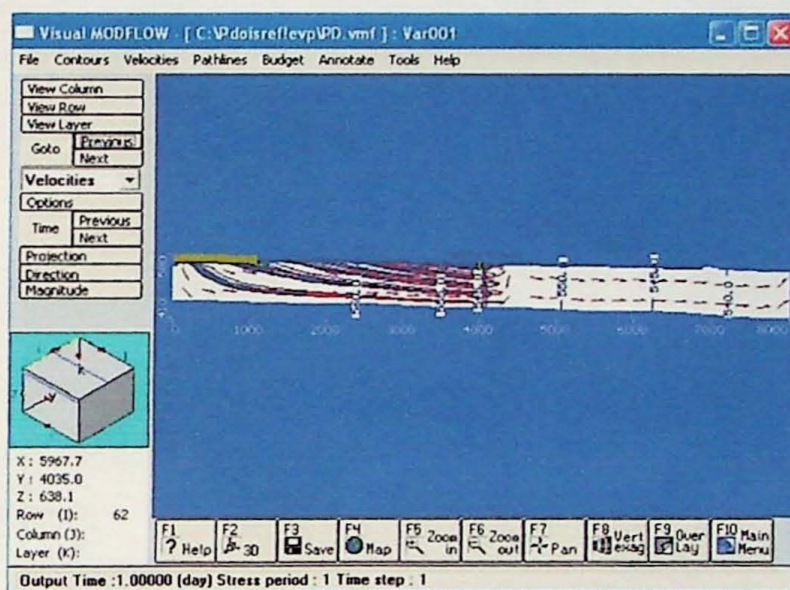 Visual MODFLOW - [ C:\Pdoisreflevp\PD.vmf ] : Var001
File Contours Velocities Pathlines Budget Annotate Tools Help
View Column
View Row
View Layer
Goto Previous
Next
Velocities
Options
Time Previous
Next
Projection
Direction
Magnitude
0 1000 2000 3000 4000 5000 6000 7000 8000
X : 5967.7
Y : 4035.0
Z : 638.1
Row (I): 62
Column (J):
Layer (K):
F1 ? Help
F2 3D
F3 Save
F4 Map
F5 Zoom in
F6 Zoom out
F7 Pan
F8 Vert exag
F9 Over Lay
F10 Main Menu
Output Time :1.00000 (day) Stress period : 1 Time step : 1